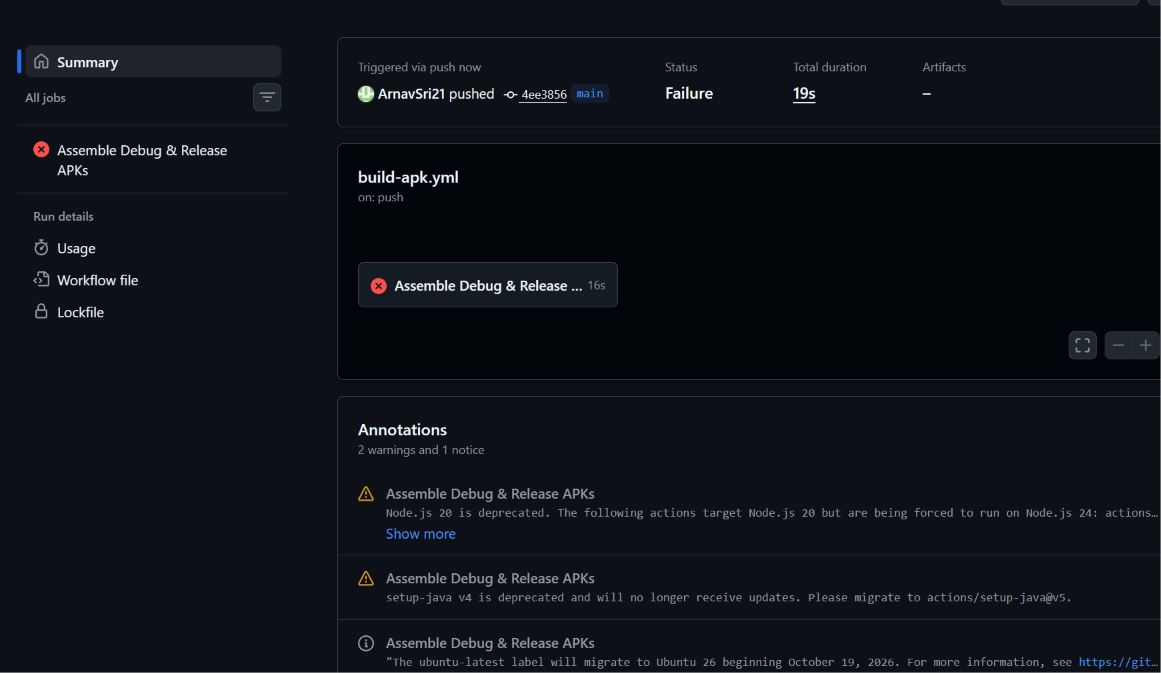 Summary
All jobs
Assemble Debug & Release
APKs
Run details
Usage
Workflow file
Lockfile
Triggered via push now
ArnavSri21 pushed 4ee3856 main
Status
Failure
Total duration
19s
Artifacts
–
build-apk.yml
on: push
Assemble Debug & Release ... 16s
Annotations
2 warnings and 1 notice
Assemble Debug & Release APKs
Node.js 20 is deprecated. The following actions target Node.js 20 but are being forced to run on Node.js 24: actions…
Show more
Assemble Debug & Release APKs
setup-java v4 is deprecated and will no longer receive updates. Please migrate to actions/setup-java@v5.
Assemble Debug & Release APKs
"The ubuntu-latest label will migrate to Ubuntu 26 beginning October 19, 2026. For more information, see https://git…